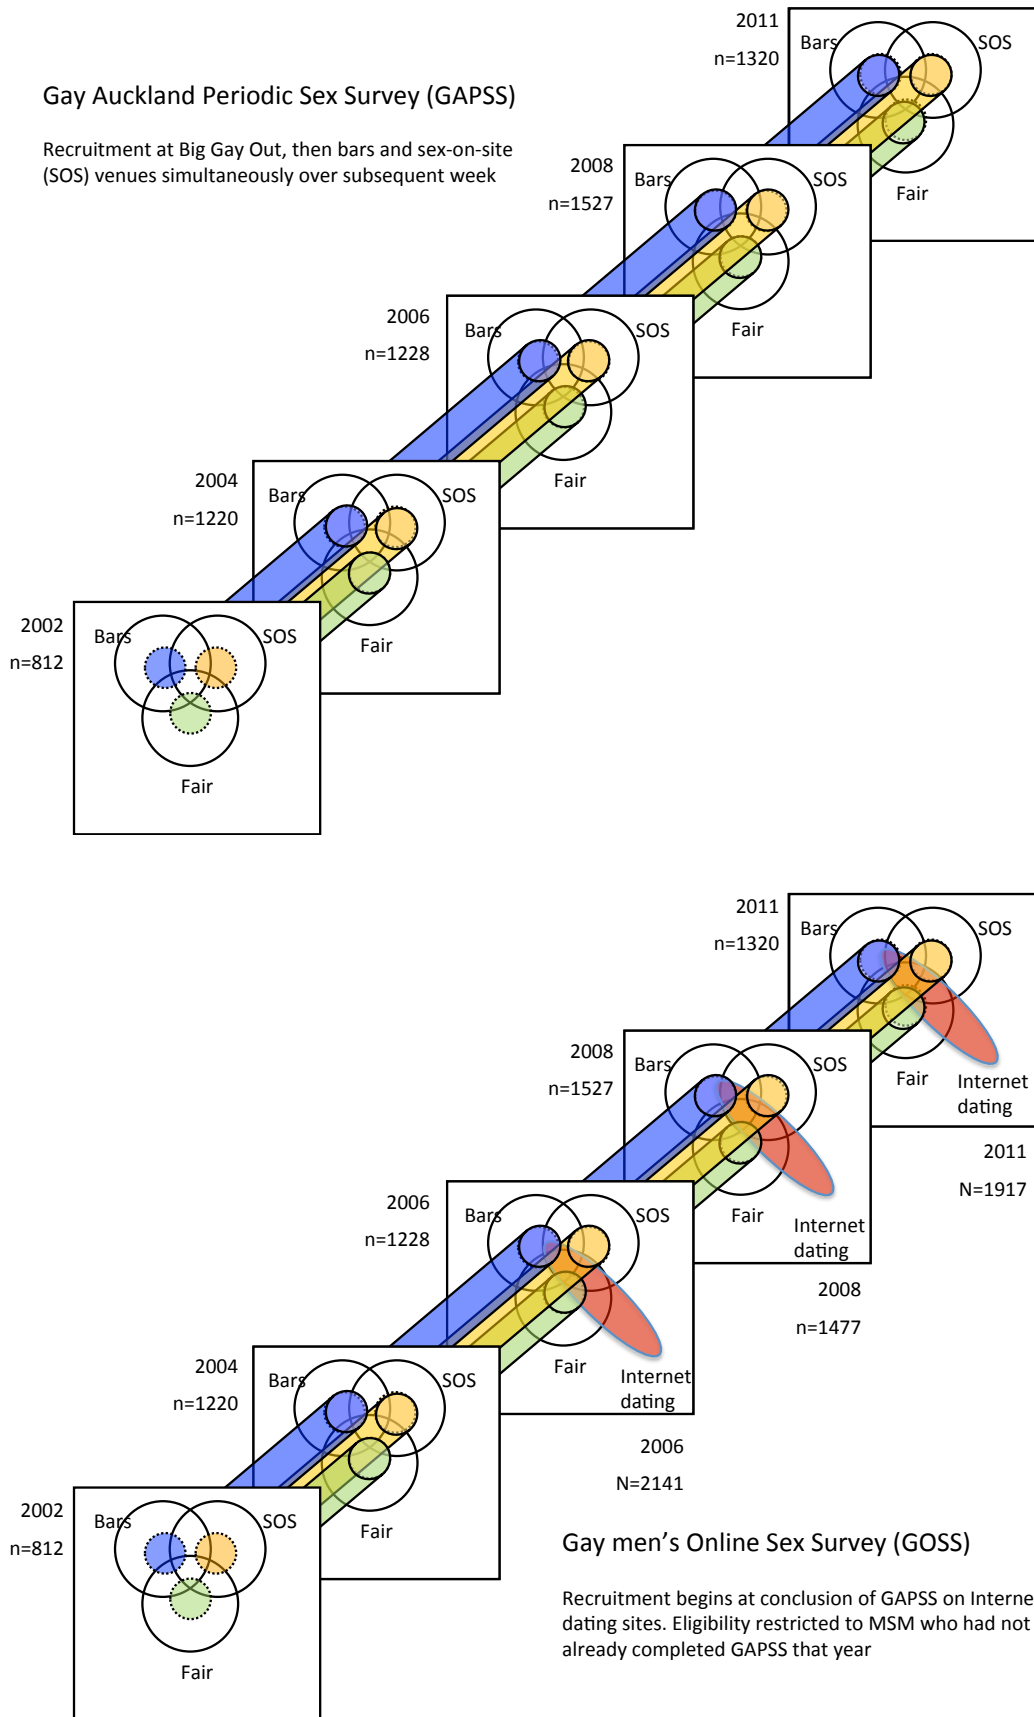 2011
n=1320
Bars
SOS
Fair
Gay Auckland Periodic Sex Survey (GAPSS)
Recruitment at Big Gay Out, then bars and sex-on-site
(SOS) venues simultaneously over subsequent week
2008
n=1527
Bars
SOS
Fair
2006
n=1228
Bars
SOS
Fair
2004
n=1220
Bars
SOS
Fair
2002
n=812
Bars
SOS
Fair
2011
n=1320
Bars
SOS
Fair
Internet
dating
2011
N=1917
2008
n=1527
Bars
SOS
Fair
Internet
dating
2008
n=1477
2006
n=1228
Bars
SOS
Fair
Internet
dating
2006
N=2141
2004
n=1220
Bars
SOS
Fair
2002
n=812
Bars
SOS
Fair
Gay men's Online Sex Survey (GOSS)
Recruitment begins at conclusion of GAPSS on Interne
dating sites. Eligibility restricted to MSM who had not
already completed GAPSS that year